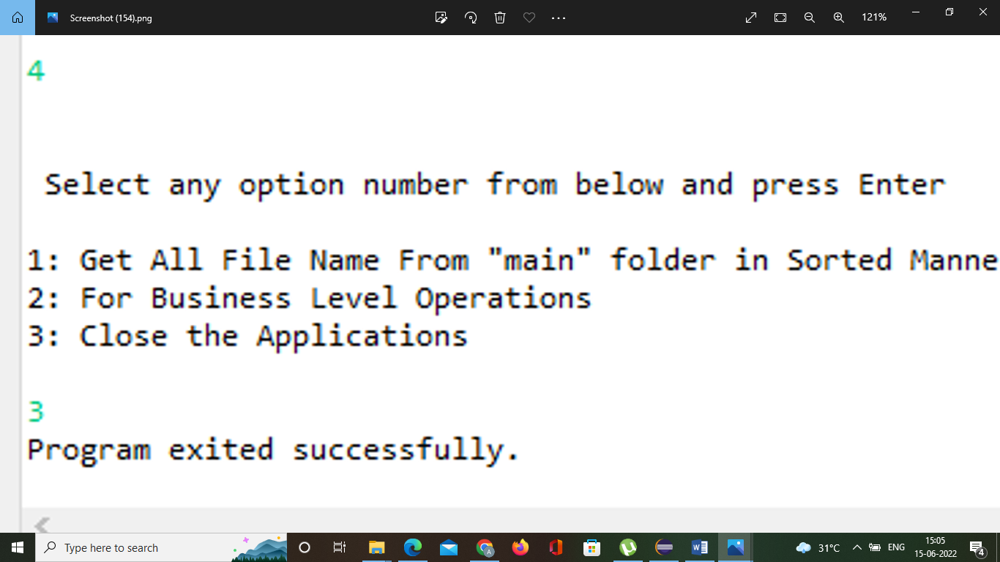 Screenshot (154).png
121%
4
Select any option number from below and press Enter
1: Get All File Name From "main" folder in Sorted Manne
2: For Business Level Operations
3: Close the Applications
3
Program exited successfully.
Type here to search
31°C
ENG
15:05
15-06-2022
4